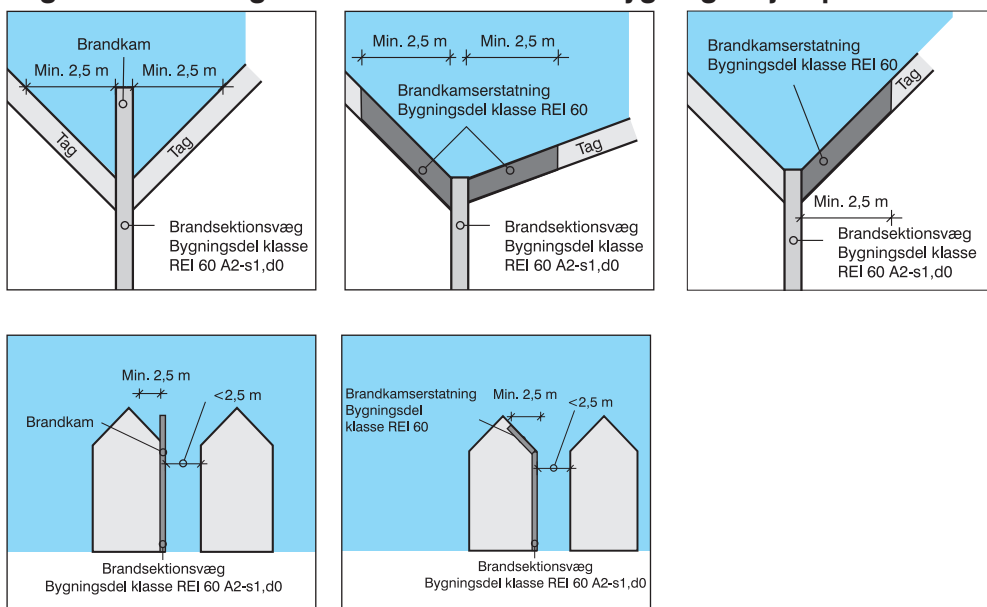 Brandkam
Min. 2,5 m
Min. 2,5 m
Tag
Tag
Brandsektionsvæg
Bygningsdel klasse
REI 60 A2-s1,d0
Min. 2,5 m
Min. 2,5 m
Brandkamserstatning
Bygningsdel klasse REI 60
Tag
Brandsektionsvæg
Bygningsdel klasse
REI 60 A2-s1,d0
Brandkamserstatning
Bygningsdel klasse REI 60
Tag
Min. 2,5 m
Brandsektionsvæg
Bygningsdel klasse
REI 60 A2-s1,d0
Min. 2,5 m
<2,5 m
Brandkam
Brandsektionsvæg
Bygningsdel klasse REI 60 A2-s1,d0
Brandkamserstatning
Bygningsdel
klasse REI 60
Min. 2,5 m
<2,5 m
Brandsektionsvæg
Bygningsdel klasse REI 60 A2-s1,d0